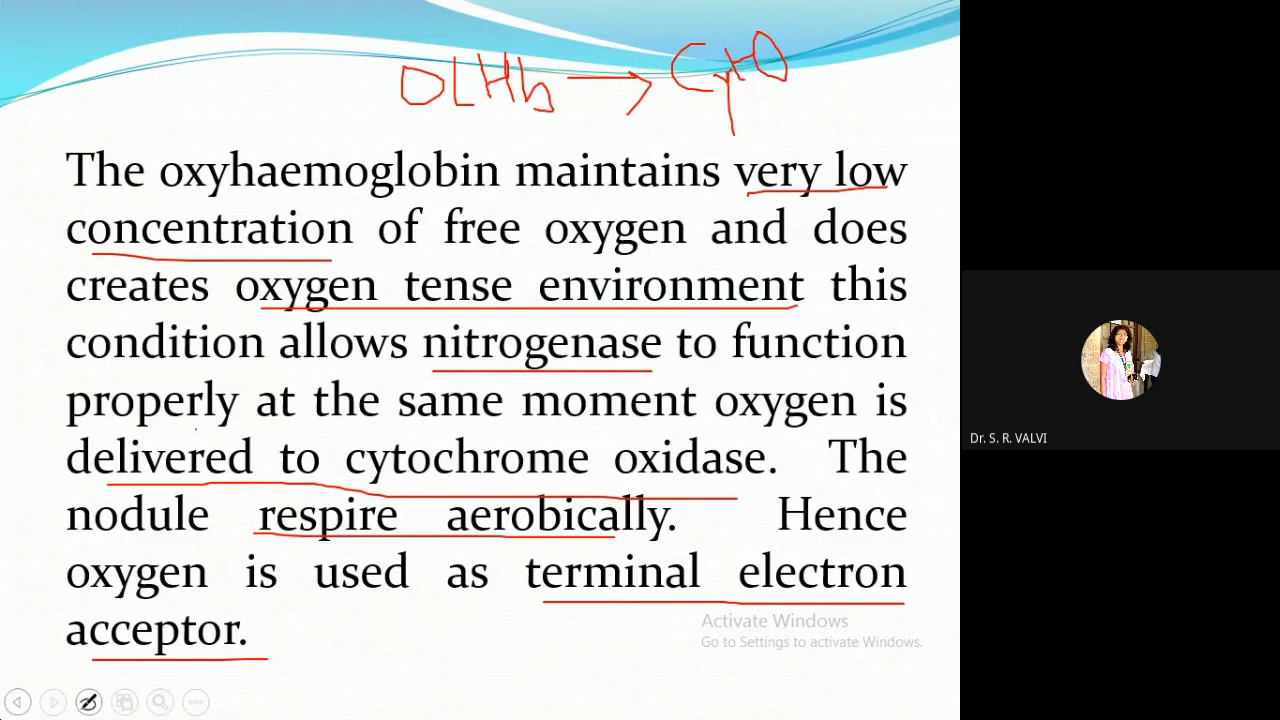 OLHb → CytO
The oxyhaemoglobin maintains very low
concentration of free oxygen and does
creates oxygen tense environment this
condition allows nitrogenase to function
properly at the same moment oxygen is
delivered to cytochrome oxidase. The
nodule respire aerobically. Hence
oxygen is used as terminal electron
acceptor.
Activate Windows
Go to Settings to activate Windows.
Dr. S. R. VALVI